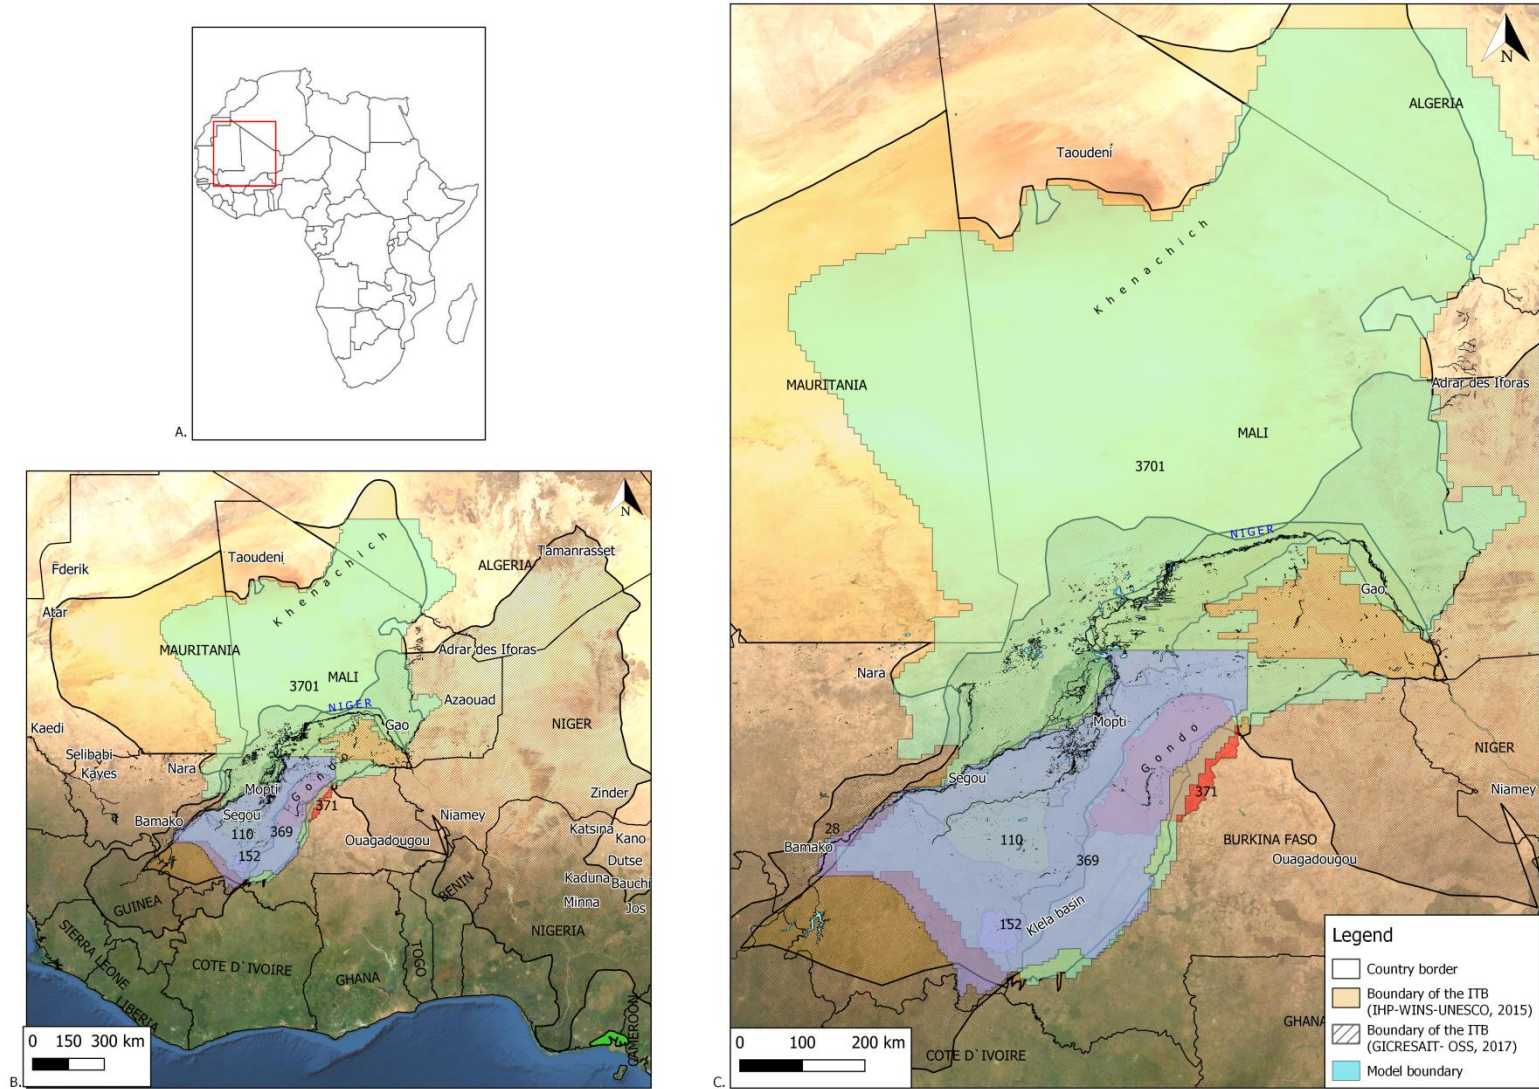 A.
N
Taoudeni
Tamanrasset
Fderik
ALGERIA
Khenachich
Atar
MAURITANIA
Adrar des Iforas
MALI
3701
Azaouad
NIGER
Kaedi
Gao
NIGER
Selibabi
Kayes
Nara
Mopti
Gondo
Zinder
Segou
371
Niamey
Bamako
110
369
Katsina
Kano
Ouagadougou
152
Dutse
Kaduna
Bauchi
GUINEA
BENIN
Minna
Jos
SIERRA LEONE
NIGERIA
COTE D`IVOIRE
GHANA
TOGO
LIBERIA
CAMEROON
0 150 300 km
B.
N
ALGERIA
Taoudeni
Khenachich
MAURITANIA
Adrar des Iforas
MALI
3701
NIGER
Gao
Nara
Mopti
Gondo
NIGER
Segou
371
Niamey
28
Bamako
110
BURKINA FASO
369
Ouagadougou
152
Klela basin
GHANA
COTE D`IVOIRE
0 100 200 km
C.
Legend
Country border
Boundary of the ITB
(IHP-WINS-UNESCO, 2015)
Boundary of the ITB
(GICRESAIT- OSS, 2017)
Model boundary